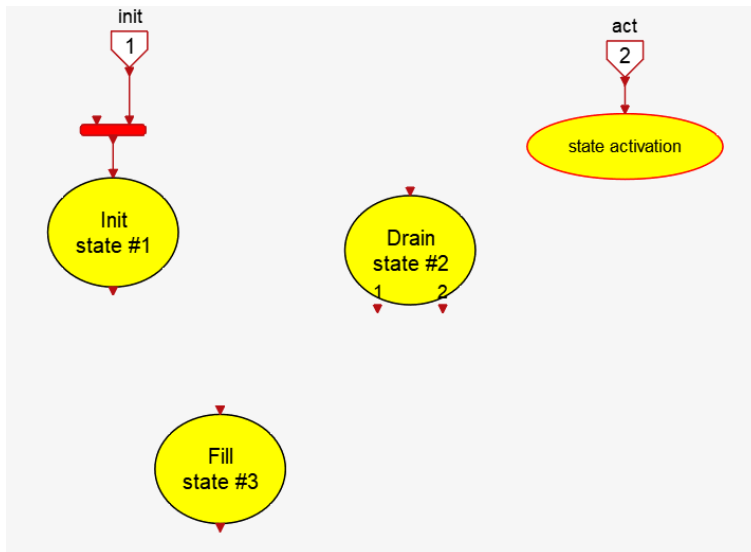 init
1
act
2
state activation
Init
state #1
Drain
state #2
1 2
Fill
state #3